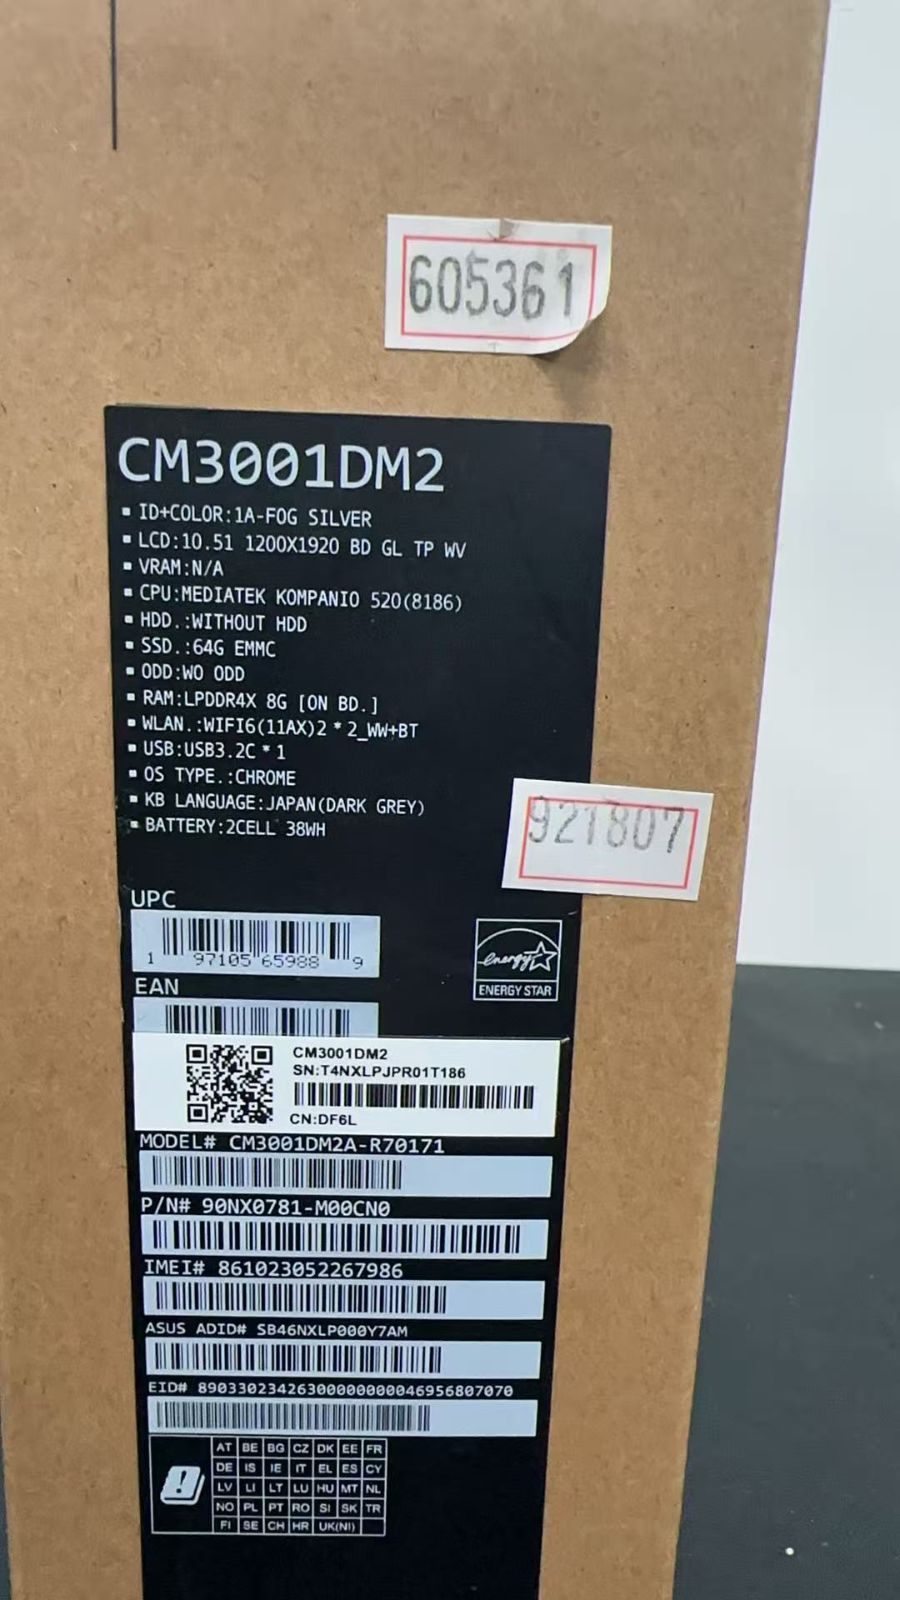 605361
CM3001DM2
▪ ID+COLOR:1A-FOG SILVER
▪ LCD:10.51 1200X1920 BD GL TP WV
▪ VRAM:N/A
▪ CPU:MEDIATEK KOMPANIO 520(8186)
▪ HDD.:WITHOUT HDD
▪ SSD.:64G EMMC
▪ ODD:WO ODD
▪ RAM:LPDDR4X 8G [ON BD.]
▪ WLAN.:WIFI6(11AX)2*2_WW+BT
▪ USB:USB3.2C*1
▪ OS TYPE.:CHROME
▪ KB LANGUAGE:JAPAN(DARK GREY)
▪ BATTERY:2CELL 38WH
921807
UPC
1 97105 65988 9
energy
ENERGY STAR
EAN
CM3001DM2
SN:T4NXLPJPR01T186
CN:DF6L
MODEL# CM3001DM2A-R70171
P/N# 90NX0781-M00CN0
IMEI# 861023052267986
ASUS ADID# SB46NXLP000Y7AM
EID# 89033023426300000000046956807070
AT BE BG CZ DK EE FR
DE IS IE IT EL ES CY
LV LI LT LU HU MT NL
NO PL PT RO SI SK TR
FI SE CH HR UK(NI)